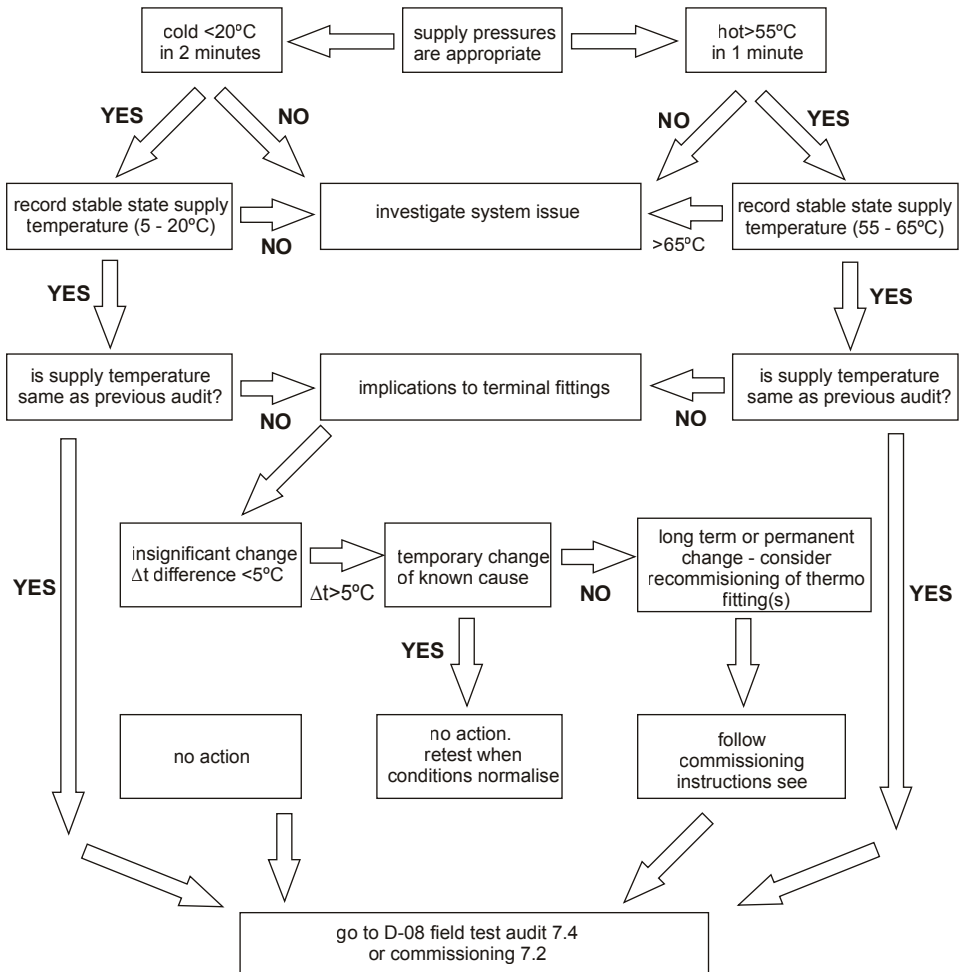 cold <20ºC
in 2 minutes
supply pressures
are appropriate
hot>55ºC
in 1 minute
YES
NO
NO
YES
record stable state supply
temperature (5 - 20ºC)
NO
investigate system issue
>65ºC
record stable state supply
temperature (55 - 65ºC)
YES
YES
is supply temperature
same as previous audit?
NO
implications to terminal fittings
NO
is supply temperature
same as previous audit?
insignificant change
Δt difference <5ºC
Δt>5ºC
temporary change
of known cause
NO
long term or permanent
change - consider
recommisioning of thermo
fitting(s)
YES
YES
YES
no action
no action.
retest when
conditions normalise
follow
commissioning
instructions see
go to D-08 field test audit 7.4
or commissioning 7.2